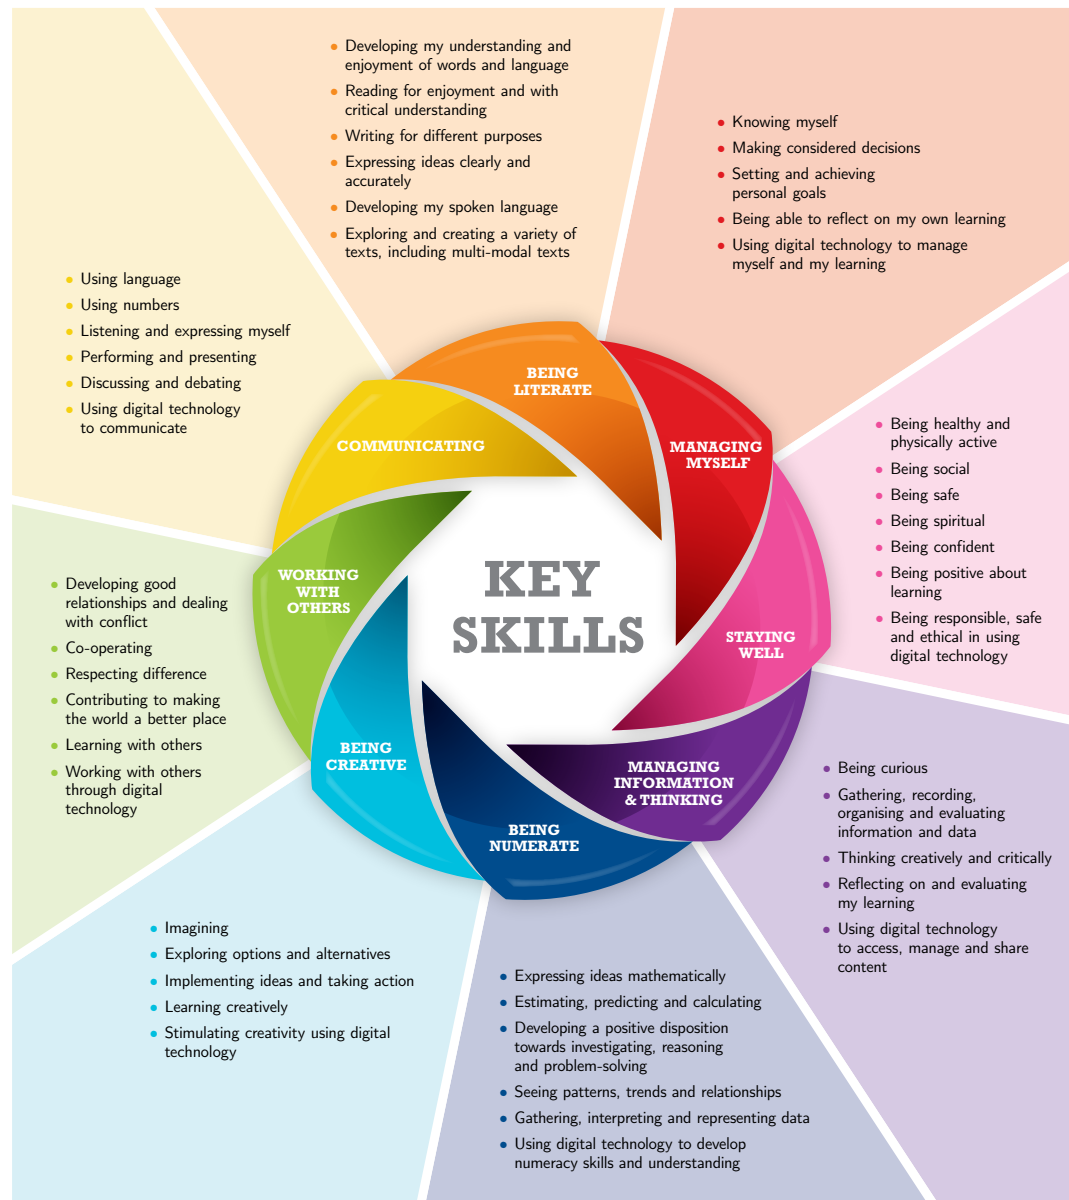 KEY
SKILLS
BEING
LITERATE
• Developing my understanding and
enjoyment of words and language
• Reading for enjoyment and with
critical understanding
• Writing for different purposes
• Expressing ideas clearly and
accurately
• Developing my spoken language
• Exploring and creating a variety of
texts, including multi-modal texts
MANAGING
MYSELF
• Knowing myself
• Making considered decisions
• Setting and achieving
personal goals
• Being able to reflect on my own learning
• Using digital technology to manage
myself and my learning
STAYING
WELL
• Being healthy and
physically active
• Being social
• Being safe
• Being spiritual
• Being confident
• Being positive about
learning
• Being responsible, safe
and ethical in using
digital technology
MANAGING
INFORMATION
& THINKING
• Being curious
• Gathering, recording,
organising and evaluating
information and data
• Thinking creatively and critically
• Reflecting on and evaluating
my learning
• Using digital technology
to access, manage and share
content
BEING
NUMERATE
• Expressing ideas mathematically
• Estimating, predicting and calculating
• Developing a positive disposition
towards investigating, reasoning
and problem-solving
• Seeing patterns, trends and relationships
• Gathering, interpreting and representing data
• Using digital technology to develop
numeracy skills and understanding
BEING
CREATIVE
• Imagining
• Exploring options and alternatives
• Implementing ideas and taking action
• Learning creatively
• Stimulating creativity using digital
technology
WORKING
WITH
OTHERS
• Developing good
relationships and dealing
with conflict
• Co-operating
• Respecting difference
• Contributing to making
the world a better place
• Learning with others
• Working with others
through digital
technology
COMMUNICATING
• Using language
• Using numbers
• Listening and expressing myself
• Performing and presenting
• Discussing and debating
• Using digital technology
to communicate